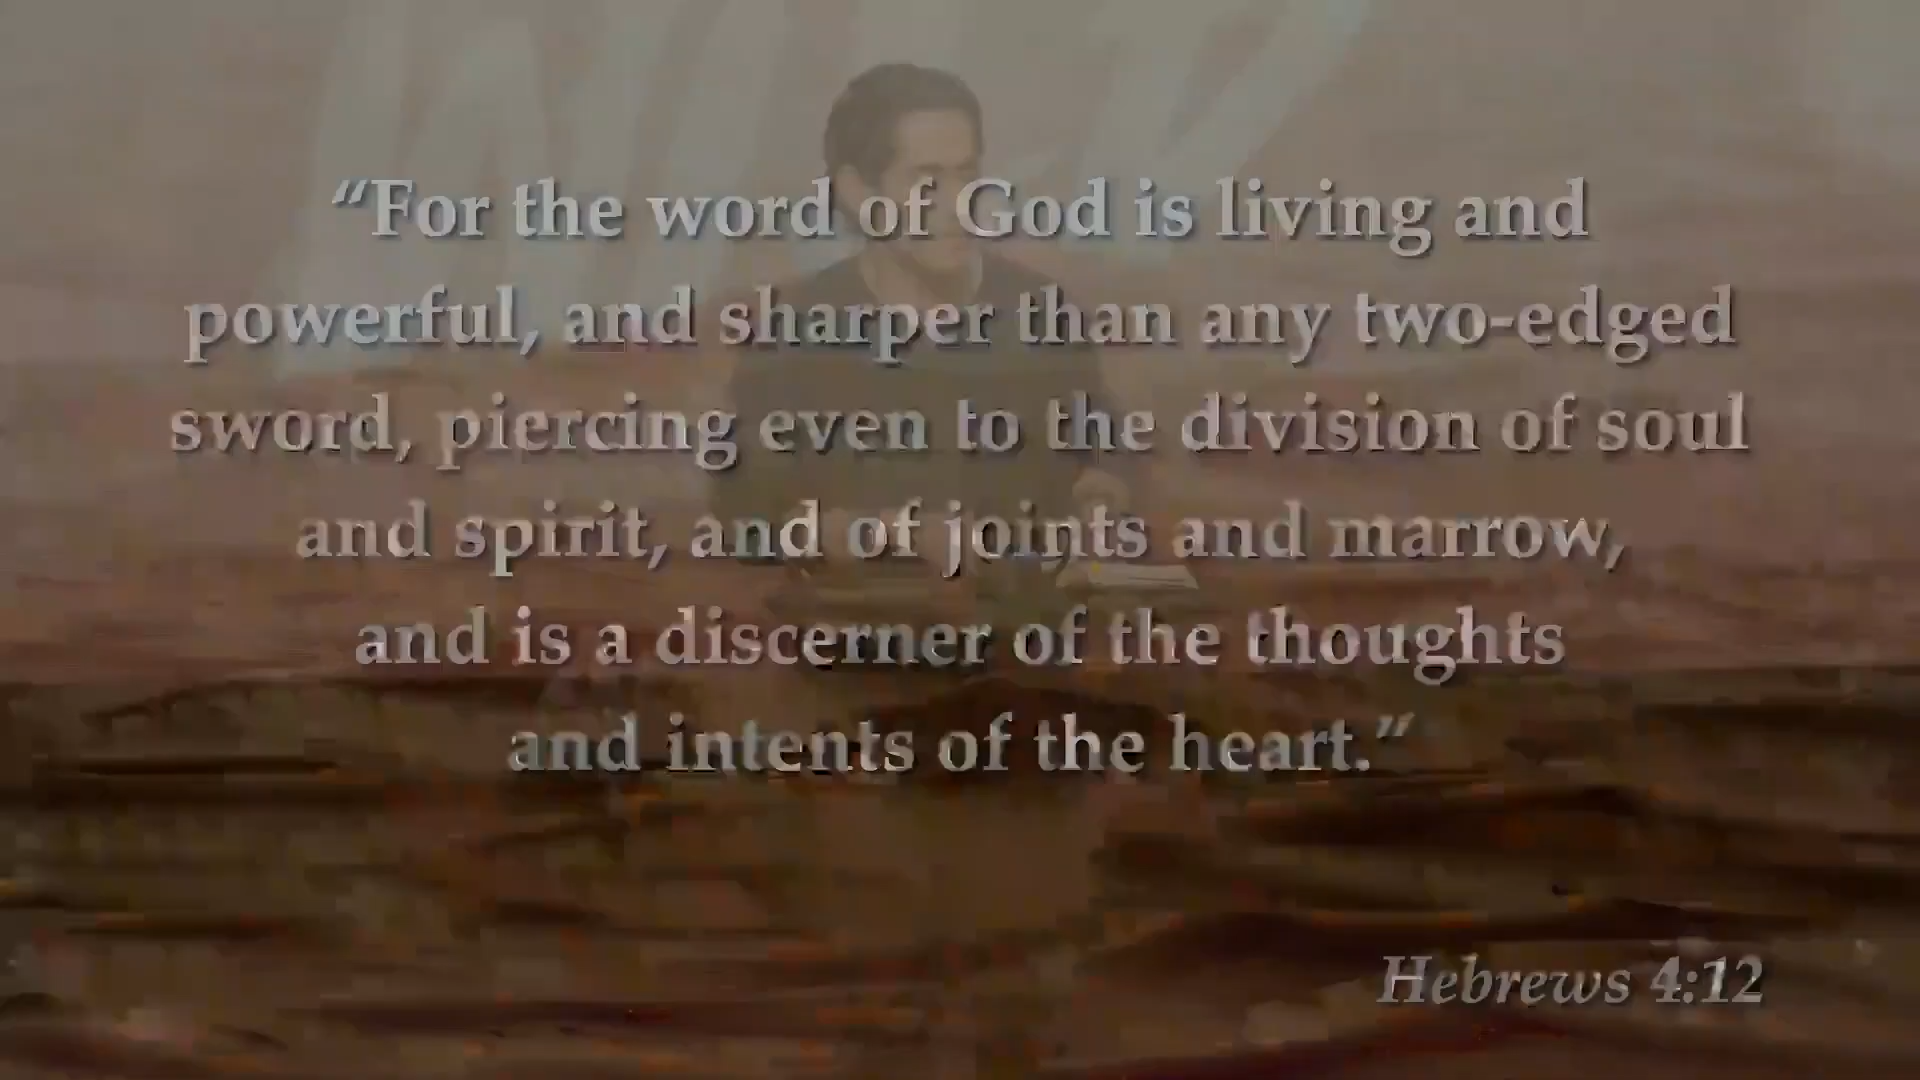 “For the word of God is living and
powerful, and sharper than any two-edged
sword, piercing even to the division of soul
and spirit, and of joints and marrow,
and is a discerner of the thoughts
and intents of the heart.”
Hebrews 4:12